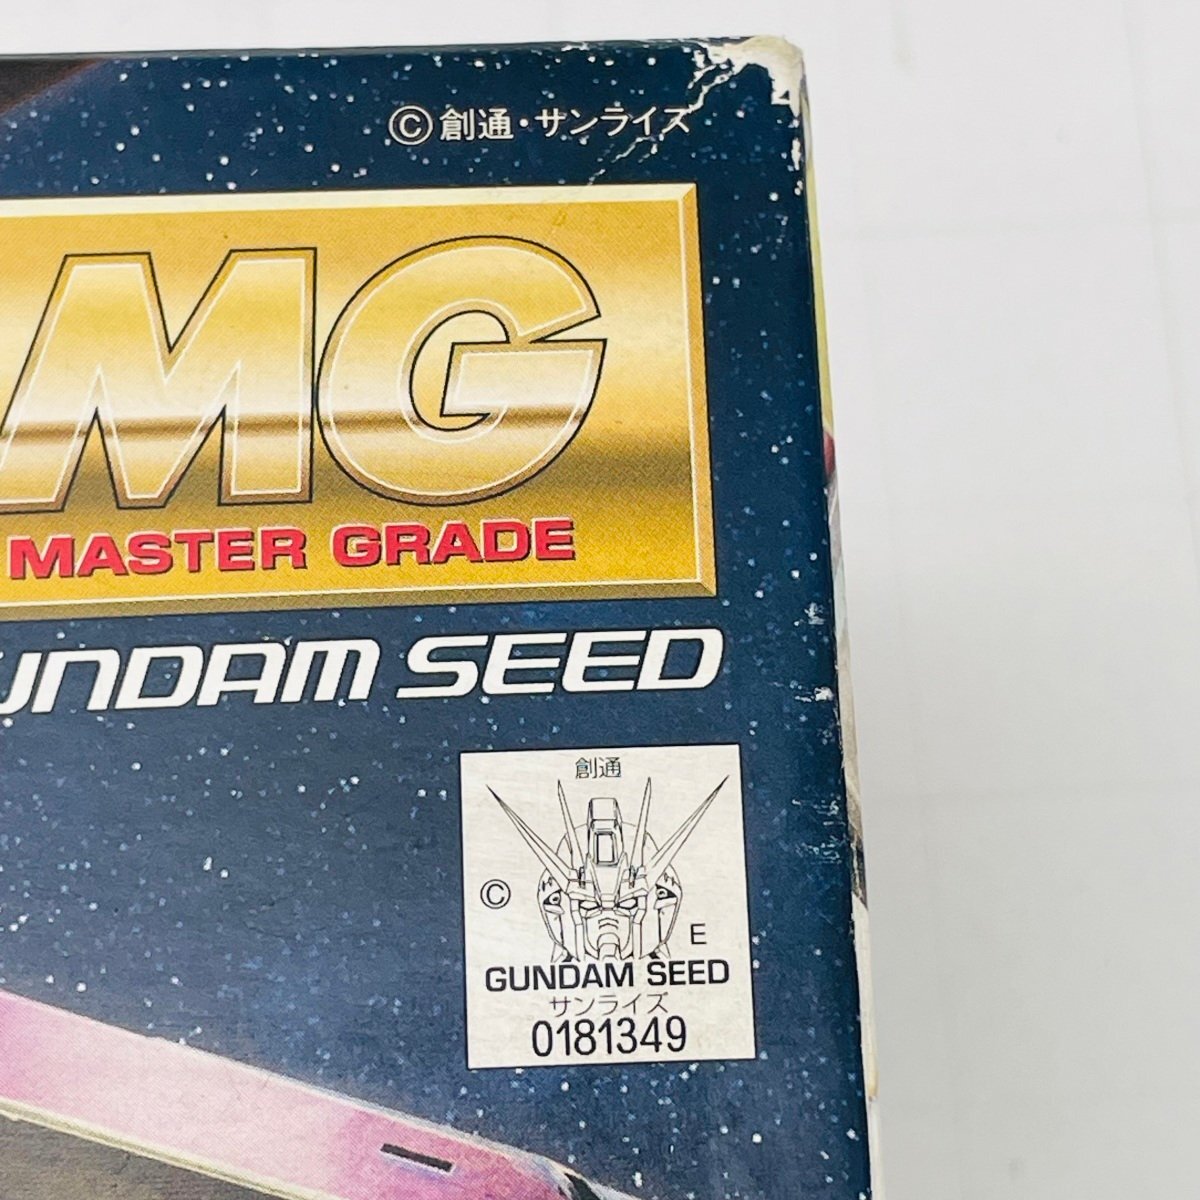 ©創通・サンライズ
MG
MASTER GRADE
UNDAM SEED
創通
©
E
GUNDAM SEED
サンライズ
0181349